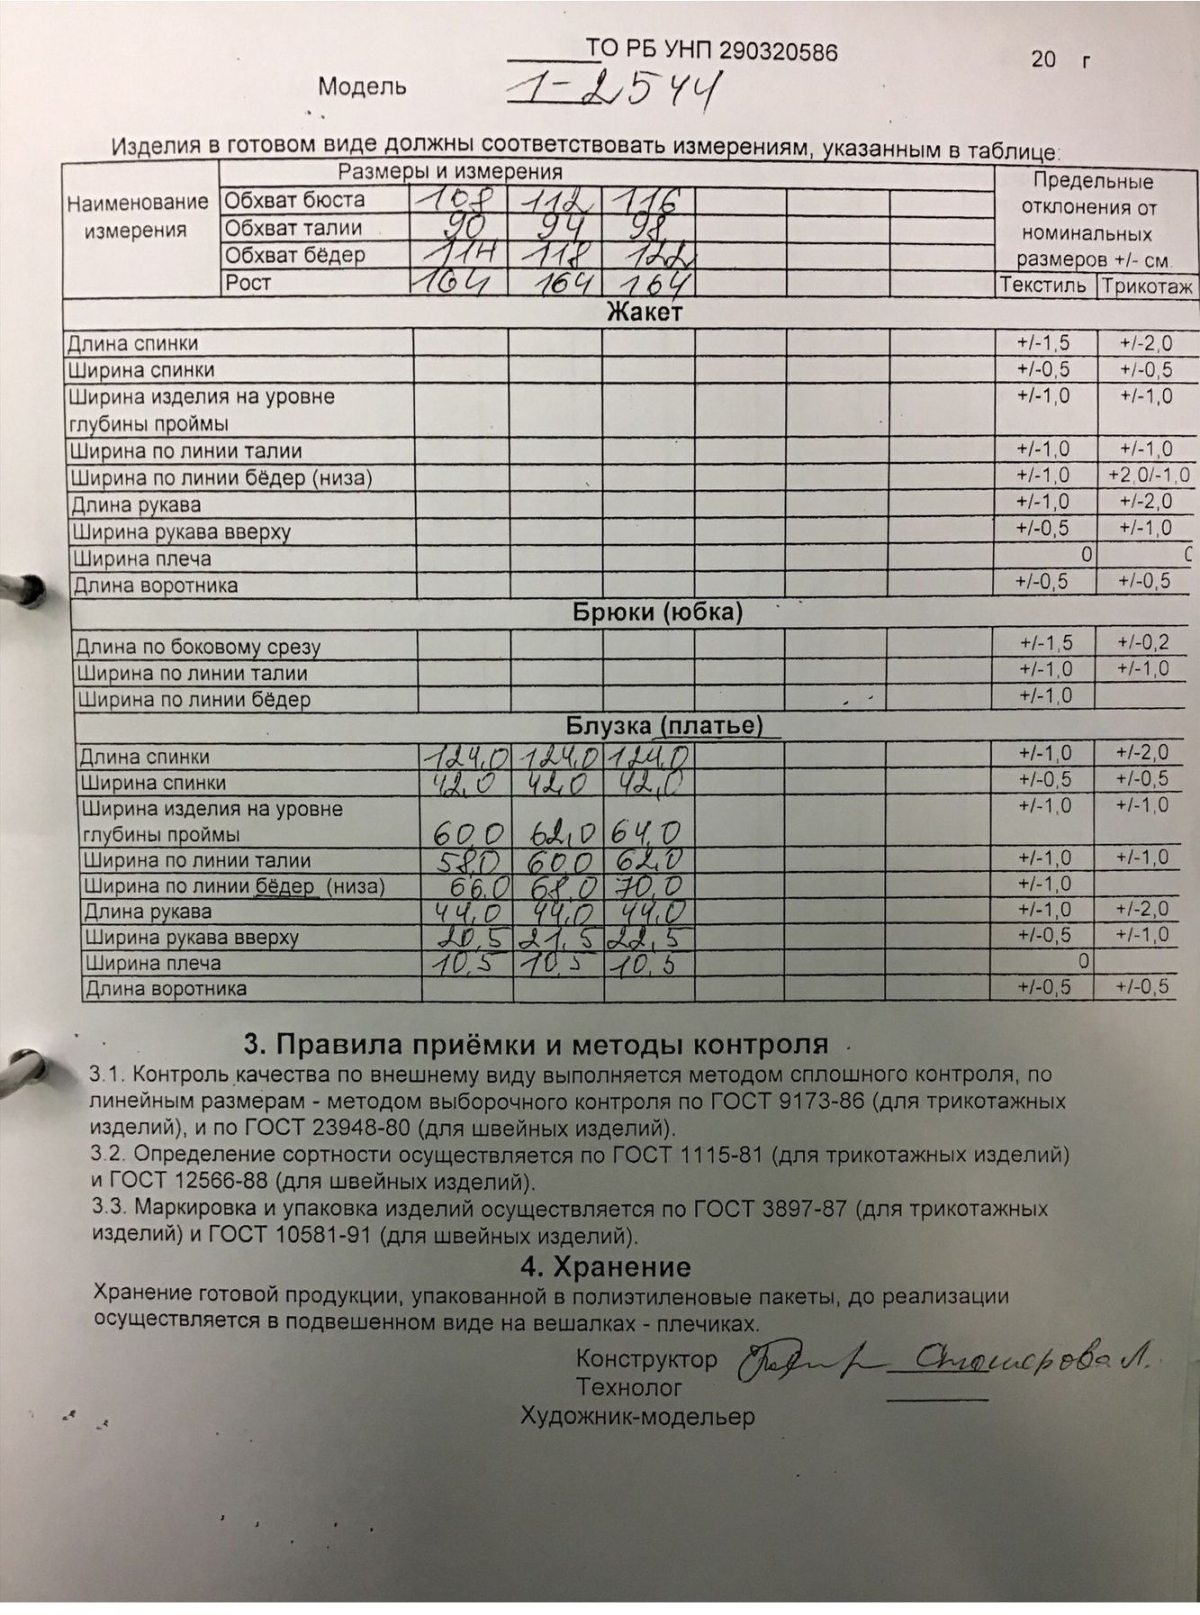 ТО РБ УНП 290320586
20 г
Модель 1-2544
Изделия в готовом виде должны соответствовать измерениям, указанным в таблице:
Наименование измерения
Размеры и измерения
Предельные отклонения от номинальных размеров +/- см
Обхват бюста 108 112 116
Обхват талии 90 94 98
Обхват бёдер 114 118 122
Рост 164 164 164 Текстиль Трикотаж
Жакет
Длина спинки +/-1,5 +/-2,0
Ширина спинки +/-0,5 +/-0,5
Ширина изделия на уровне +/-1,0 +/-1,0
глубины проймы
Ширина по линии талии +/-1,0 +/-1,0
Ширина по линии бёдер (низа) +/-1,0 +2,0/-1,0
Длина рукава +/-1,0 +/-2,0
Ширина рукава вверху +/-0,5 +/-1,0
Ширина плеча 0 0
Длина воротника +/-0,5 +/-0,5
Брюки (юбка)
Длина по боковому срезу +/-1,5 +/-0,2
Ширина по линии талии +/-1,0 +/-1,0
Ширина по линии бёдер +/-1,0
Блузка (платье)
Длина спинки 124,0 124,0 124,0 +/-1,0 +/-2,0
Ширина спинки 42,0 42,0 42,0 +/-0,5 +/-0,5
Ширина изделия на уровне +/-1,0 +/-1,0
глубины проймы 60,0 62,0 64,0
Ширина по линии талии 58,0 60,0 62,0 +/-1,0 +/-1,0
Ширина по линии бёдер (низа) 66,0 68,0 70,0 +/-1,0
Длина рукава 44,0 44,0 44,0 +/-1,0 +/-2,0
Ширина рукава вверху 20,5 21,5 22,5 +/-0,5 +/-1,0
Ширина плеча 10,5 10,5 10,5 0
Длина воротника +/-0,5 +/-0,5
3. Правила приёмки и методы контроля
3.1. Контроль качества по внешнему виду выполняется методом сплошного контроля, по
линейным размерам - методом выборочного контроля по ГОСТ 9173-86 (для трикотажных
изделий), и по ГОСТ 23948-80 (для швейных изделий).
3.2. Определение сортности осуществляется по ГОСТ 1115-81 (для трикотажных изделий)
и ГОСТ 12566-88 (для швейных изделий).
3.3. Маркировка и упаковка изделий осуществляется по ГОСТ 3897-87 (для трикотажных
изделий) и ГОСТ 10581-91 (для швейных изделий).
4. Хранение
Хранение готовой продукции, упакованной в полиэтиленовые пакеты, до реализации
осуществляется в подвешенном виде на вешалках - плечиках.
Конструктор
Технолог
Художник-модельер